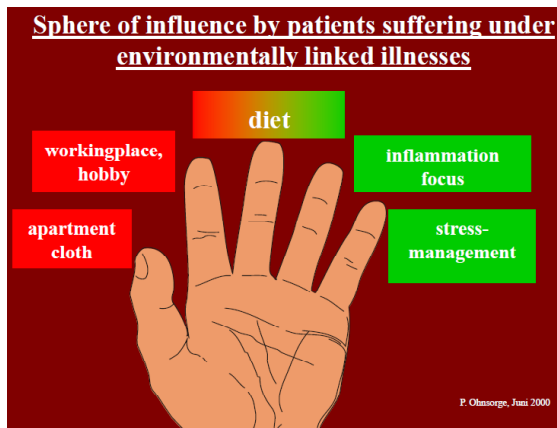 Sphere of influence by patients suffering under
environmentally linked illnesses
diet
workingplace,
hobby
inflammation
focus
apartment
cloth
stress-
management
P. Ohnsorge, Juni 2000